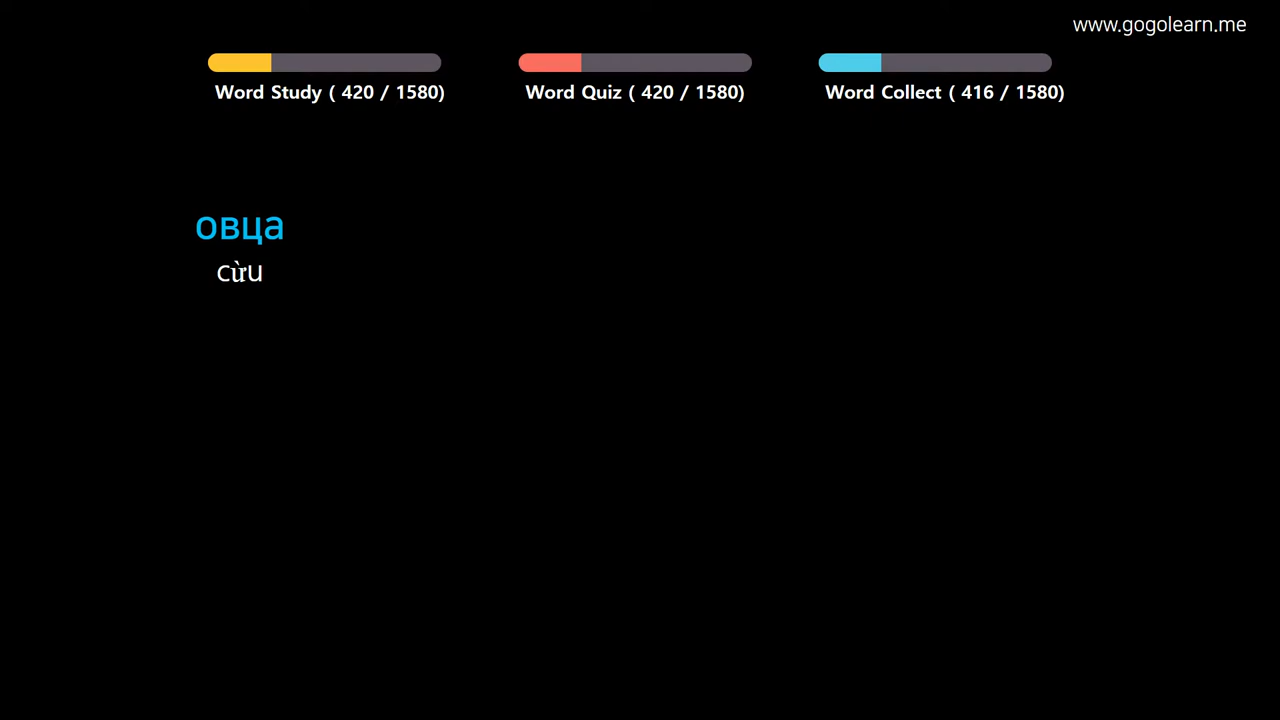 www.gogolearn.me
Word Study ( 420 / 1580)
Word Quiz ( 420 / 1580)
Word Collect ( 416 / 1580)
овца
cừu